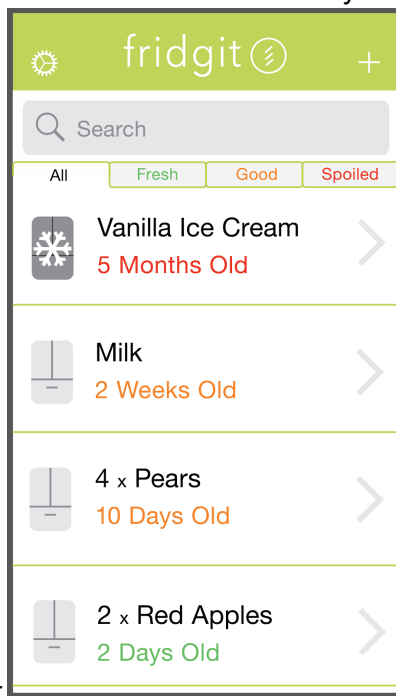 fridgit
Search
All Fresh Good Spoiled
Vanilla Ice Cream
5 Months Old
Milk
2 Weeks Old
4 x Pears
10 Days Old
2 x Red Apples
2 Days Old